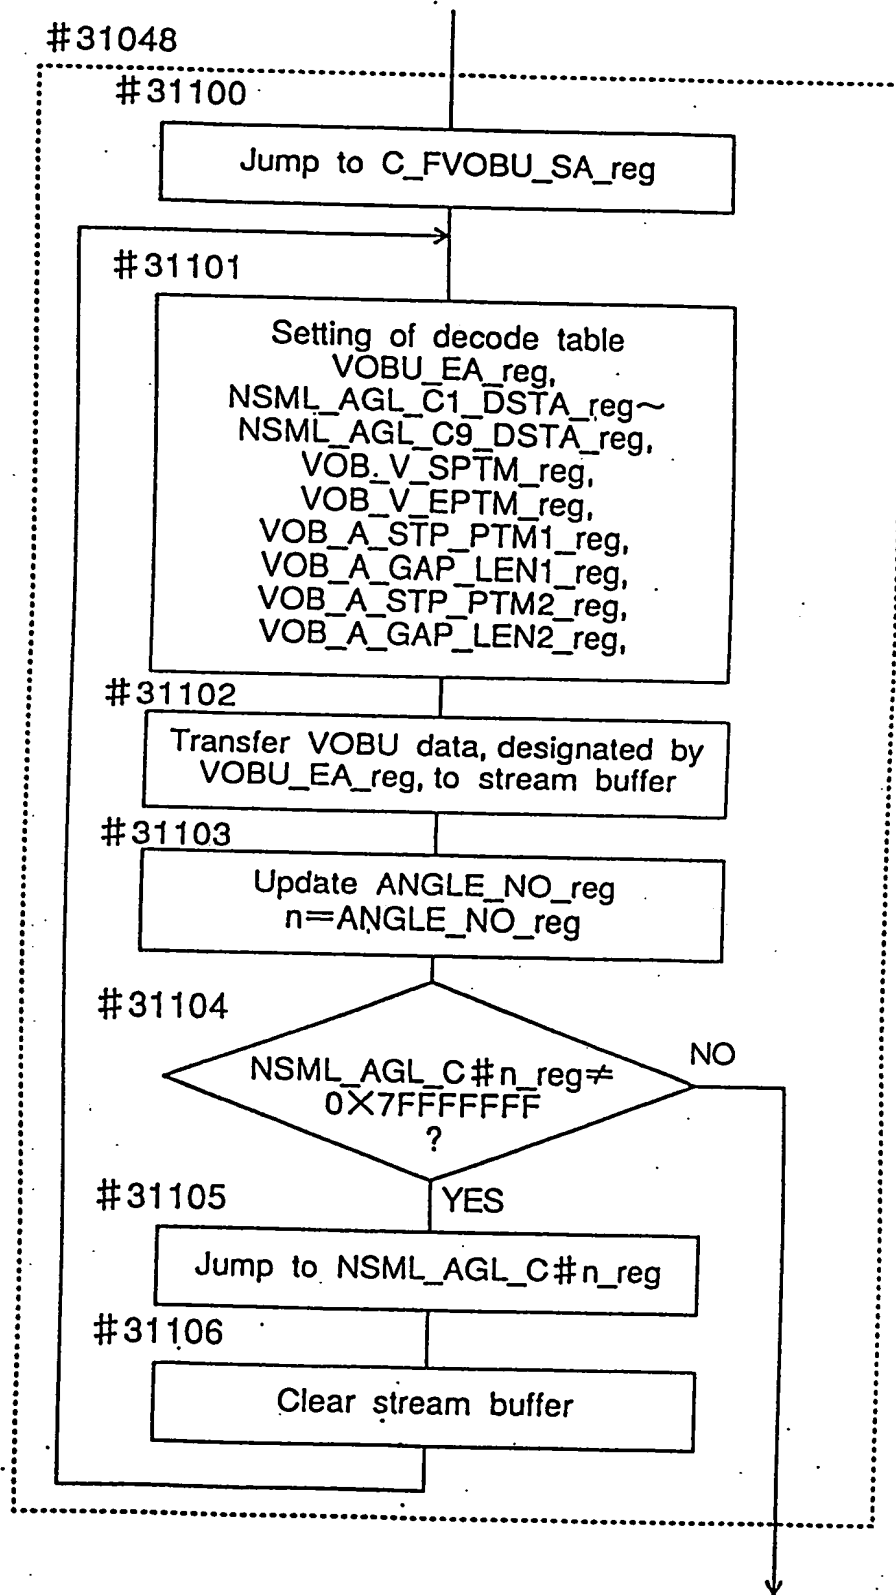 #31048
#31100
Jump to C_FVOBU_SA_reg
#31101
Setting of decode table
VOBU_EA_reg,
NSML_AGL_C1_DSTA_reg~
NSML_AGL_C9_DSTA_reg,
VOB_V_SPTM_reg,
VOB_V_EPTM_reg,
VOB_A_STP_PTM1_reg,
VOB_A_GAP_LEN1_reg,
VOB_A_STP_PTM2_reg,
VOB_A_GAP_LEN2_reg,
#31102
Transfer VOBU data, designated by
VOBU_EA_reg, to stream buffer
#31103
Update ANGLE_NO_reg
n=ANGLE_NO_reg
#31104
NSML_AGL_C#n_reg≠
0X7FFFFFFF
?
NO
YES
#31105
Jump to NSML_AGL_C#n_reg
#31106
Clear stream buffer